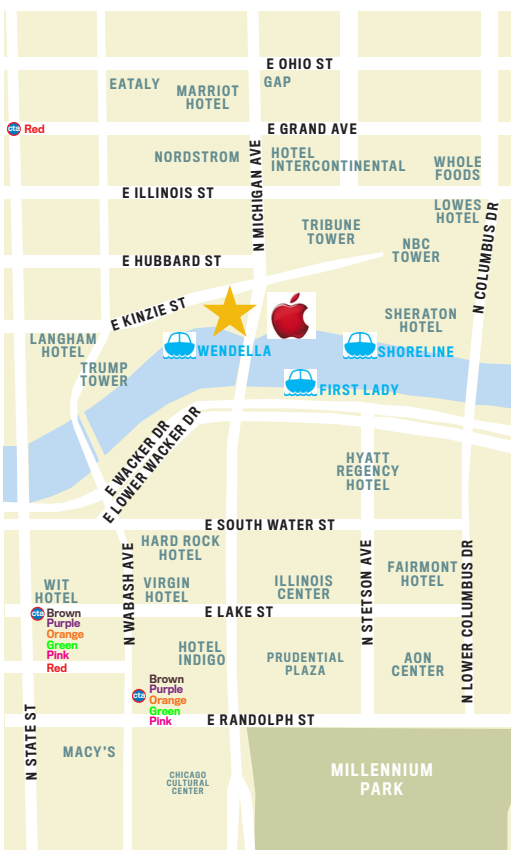 E OHIO ST
EATALY
MARRIOT
HOTEL
GAP
cta Red
E GRAND AVE
NORDSTROM
HOTEL
INTERCONTINENTAL
WHOLE
FOODS
N MICHIGAN AVE
E ILLINOIS ST
LOWES
HOTEL
TRIBUNE
TOWER
NBC
TOWER
N COLUMBUS DR
E HUBBARD ST
E KINZIE ST
SHERATON
HOTEL
LANGHAM
HOTEL
WENDELLA
SHORELINE
TRUMP
TOWER
FIRST LADY
E WACKER DR
E LOWER WACKER DR
HYATT
REGENCY
HOTEL
E SOUTH WATER ST
HARD ROCK
HOTEL
N WABASH AVE
N STETSON AVE
N LOWER COLUMBUS DR
FAIRMONT
HOTEL
WIT
HOTEL
VIRGIN
HOTEL
ILLINOIS
CENTER
cta Brown
Purple
Orange
Green
Pink
Red
E LAKE ST
HOTEL
INDIGO
PRUDENTIAL
PLAZA
AON
CENTER
cta
Brown
Purple
Orange
Green
Pink
E RANDOLPH ST
N STATE ST
MACY'S
CHICAGO
CULTURAL
CENTER
MILLENNIUM
PARK